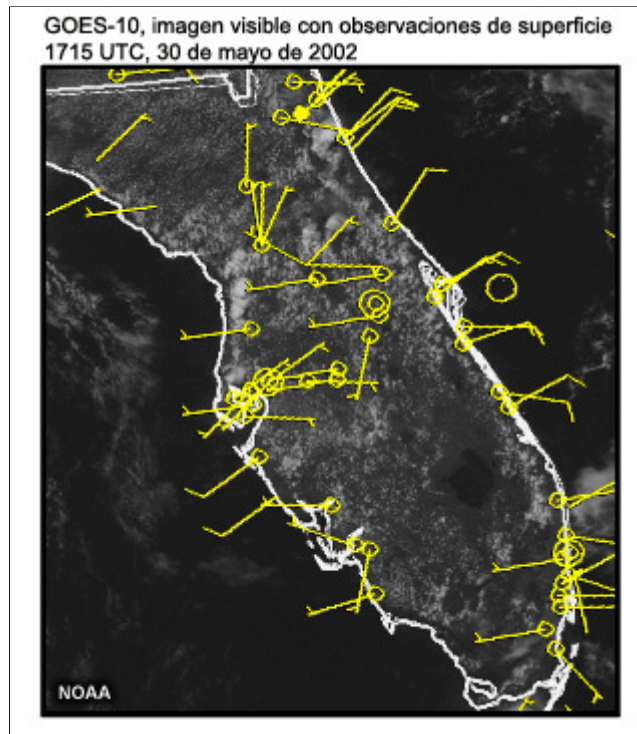 GOES-10, imagen visible con observaciones de superficie
1715 UTC, 30 de mayo de 2002
NOAA